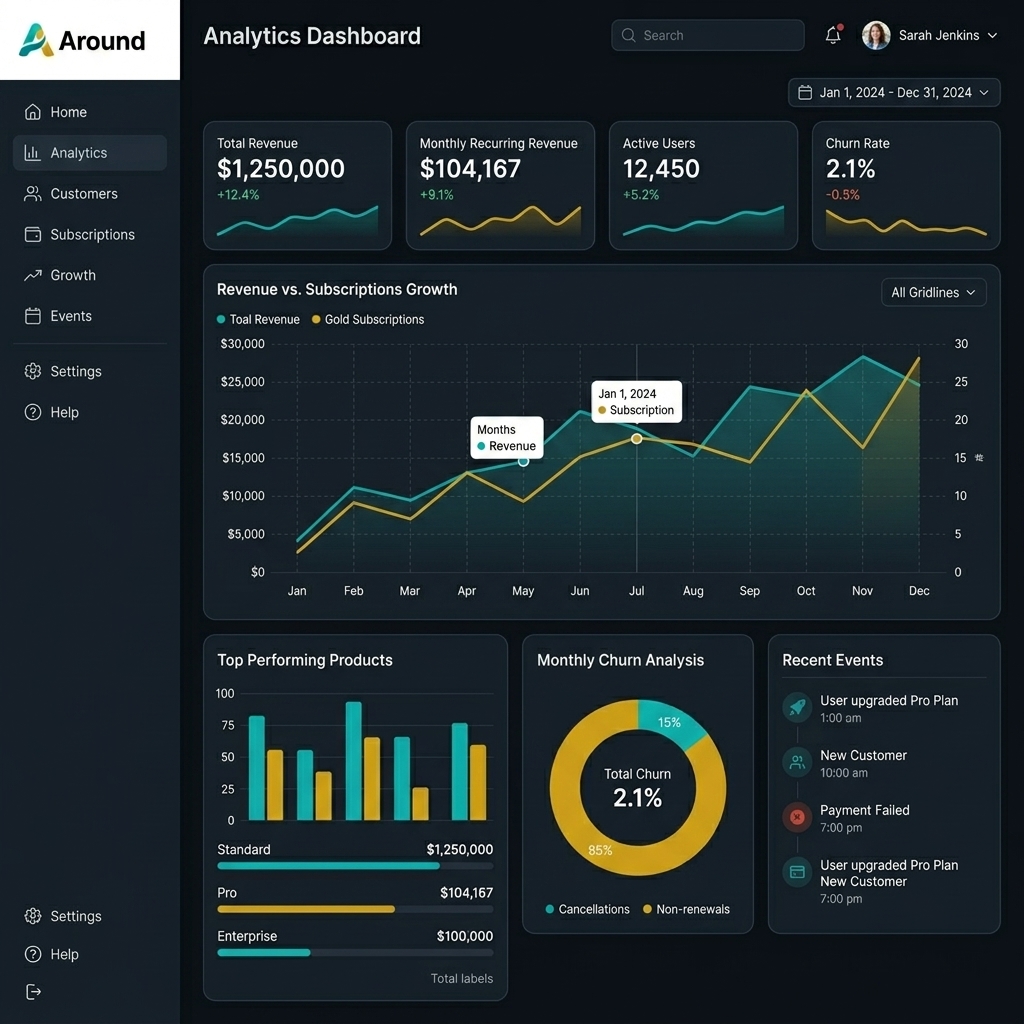 Around
Analytics Dashboard
Search
Sarah Jenkins
Jan 1, 2024 - Dec 31, 2024
Home
Analytics
Customers
Subscriptions
Growth
Events
Settings
Help
Total Revenue
$1,250,000
+12.4%
Monthly Recurring Revenue
$104,167
+9.1%
Active Users
12,450
+5.2%
Churn Rate
2.1%
-0.5%
Revenue vs. Subscriptions Growth
All Gridlines
Toal Revenue
Gold Subscriptions
$30,000
$25,000
$20,000
$15,000
$10,000
$5,000
$0
30
25
20
15
10
5
0
Months
Revenue
Jan 1, 2024
Subscription
Jan Feb Mar Apr May Jun Jul Aug Sep Oct Nov Dec
Top Performing Products
100
75
50
25
0
Standard $1,250,000
Pro $104,167
Enterprise $100,000
Total labels
Monthly Churn Analysis
15%
Total Churn
2.1%
85%
Cancellations Non-renewals
Recent Events
User upgraded Pro Plan
1:00 am
New Customer
10:00 am
Payment Failed
7:00 pm
User upgraded Pro Plan
New Customer
7:00 pm
Settings
Help